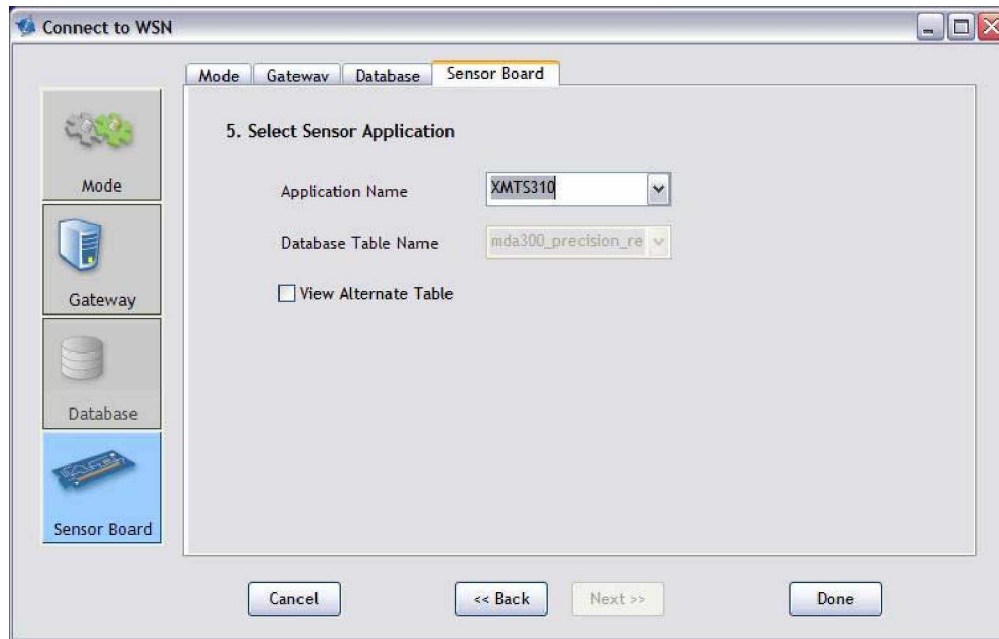 Connect to WSN
Mode Gateway Database Sensor Board
Mode
Gateway
Database
Sensor Board
5. Select Sensor Application
Application Name XMTS310
Database Table Name mda300_precision_re
View Alternate Table
Cancel << Back Next >> Done